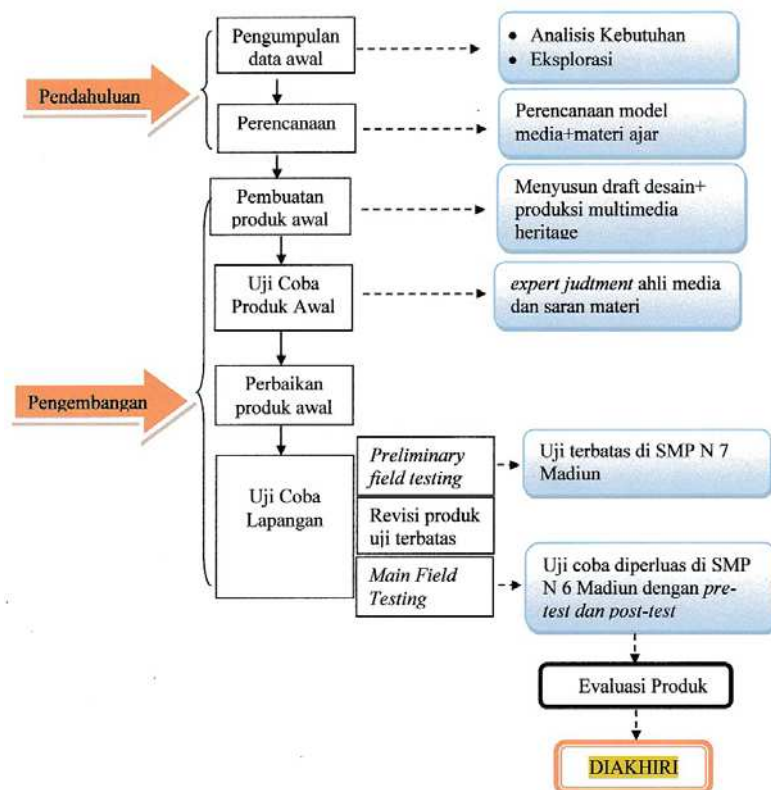 Pengumpulan
data awal
• Analisis Kebutuhan
• Eksplorasi
Pendahuluan
Perencanaan
Perencanaan model
media+materi ajar
Pembuatan
produk awal
Menyusun draft desain+
produksi multimedia
heritage
Uji Coba
Produk Awal
expert judtment ahli media
dan saran materi
Pengembangan
Perbaikan
produk awal
Uji Coba
Lapangan
Preliminary
field testing
Uji terbatas di SMP N 7
Madiun
Revisi produk
uji terbatas
Main Field
Testing
Uji coba diperluas di SMP
N 6 Madiun dengan pre-
test dan post-test
Evaluasi Produk
DIAKHIRI